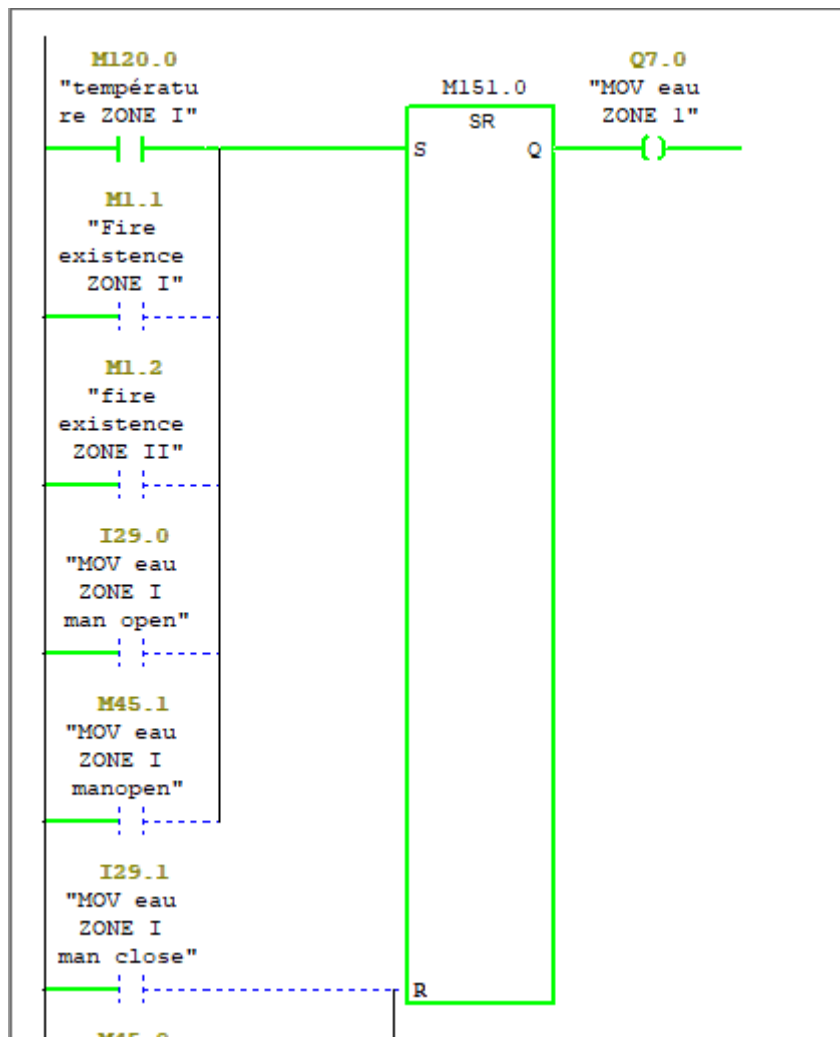 M120.0
"températu
re ZONE I"
M151.0
SR
S
Q
Q7.0
"MOV eau
ZONE 1"
M1.1
"Fire
existence
ZONE I"
M1.2
"fire
existence
ZONE II"
I29.0
"MOV eau
ZONE I
man open"
M45.1
"MOV eau
ZONE I
manopen"
I29.1
"MOV eau
ZONE I
man close"
R